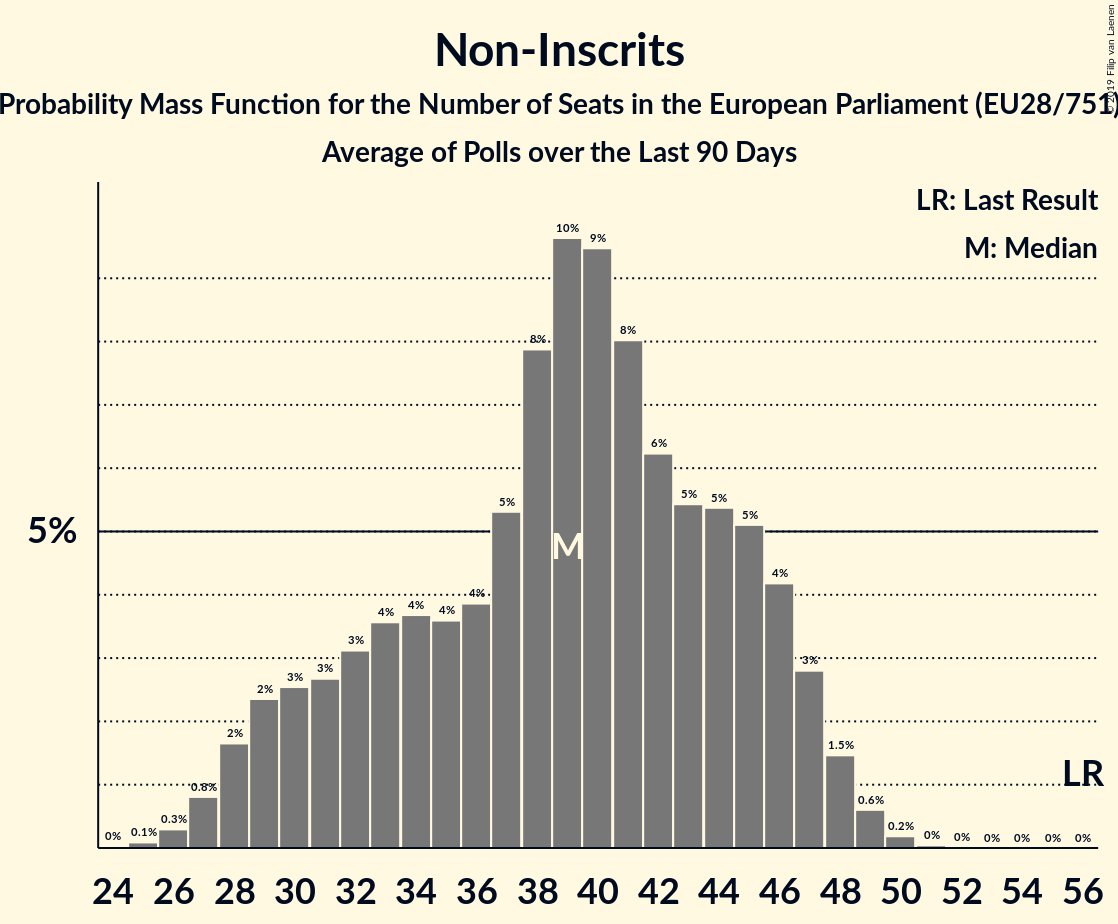 © 2019 Filip van Laenen
Non-Inscrits
Probability Mass Function for the Number of Seats in the European Parliament (EU28/751)
Average of Polls over the Last 90 Days
LR: Last Result
M: Median
5%
0% 0.1% 0.3% 0.8% 2% 2% 3% 3% 3% 4% 4% 4% 4% 5% 8% 10% 9% 8% 6% 5% 5% 5% 4% 3% 1.5% 0.6% 0.2% 0% 0% 0% 0% 0% 0%
M
LR
24 26 28 30 32 34 36 38 40 42 44 46 48 50 52 54 56